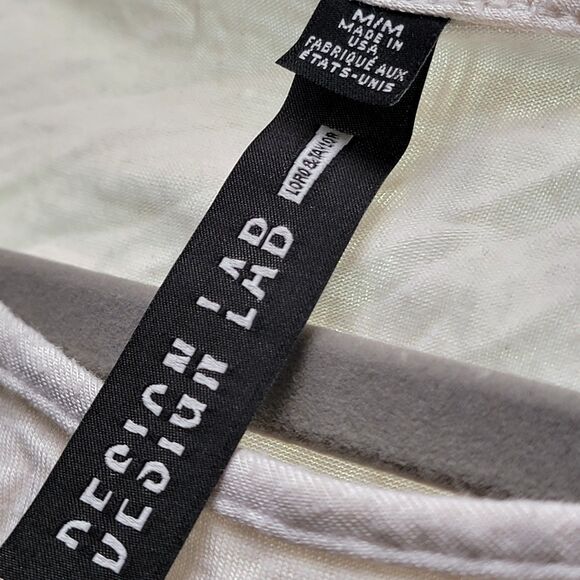 M/M
MADE IN
USA
FABRIQUÉ AUX
ÉTATS-UNIS
LORD & TAYLOR
DESIGN LAB